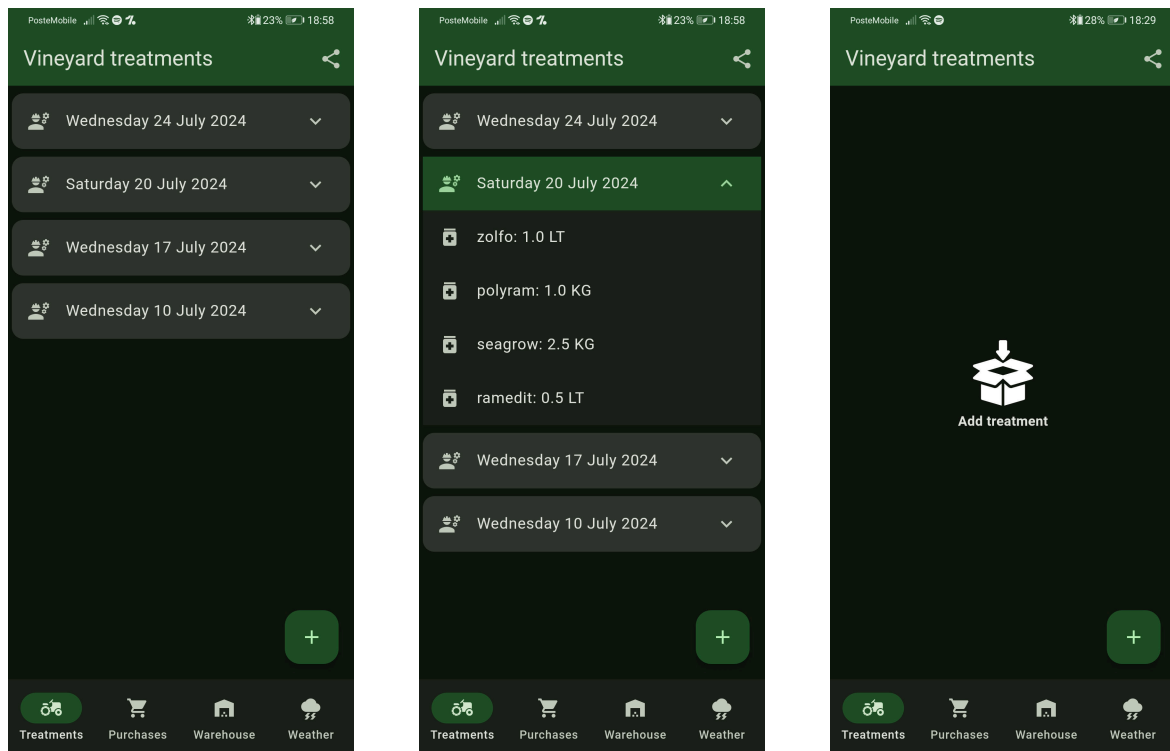 PosteMobile 23% 18:58
Vineyard treatments
Wednesday 24 July 2024
Saturday 20 July 2024
Wednesday 17 July 2024
Wednesday 10 July 2024
+
Treatments Purchases Warehouse Weather
PosteMobile 23% 18:58
Vineyard treatments
Wednesday 24 July 2024
Saturday 20 July 2024
zolfo: 1.0 LT
polyram: 1.0 KG
seagrow: 2.5 KG
ramedit: 0.5 LT
Wednesday 17 July 2024
Wednesday 10 July 2024
+
Treatments Purchases Warehouse Weather
PosteMobile 28% 18:29
Vineyard treatments
Add treatment
+
Treatments Purchases Warehouse Weather